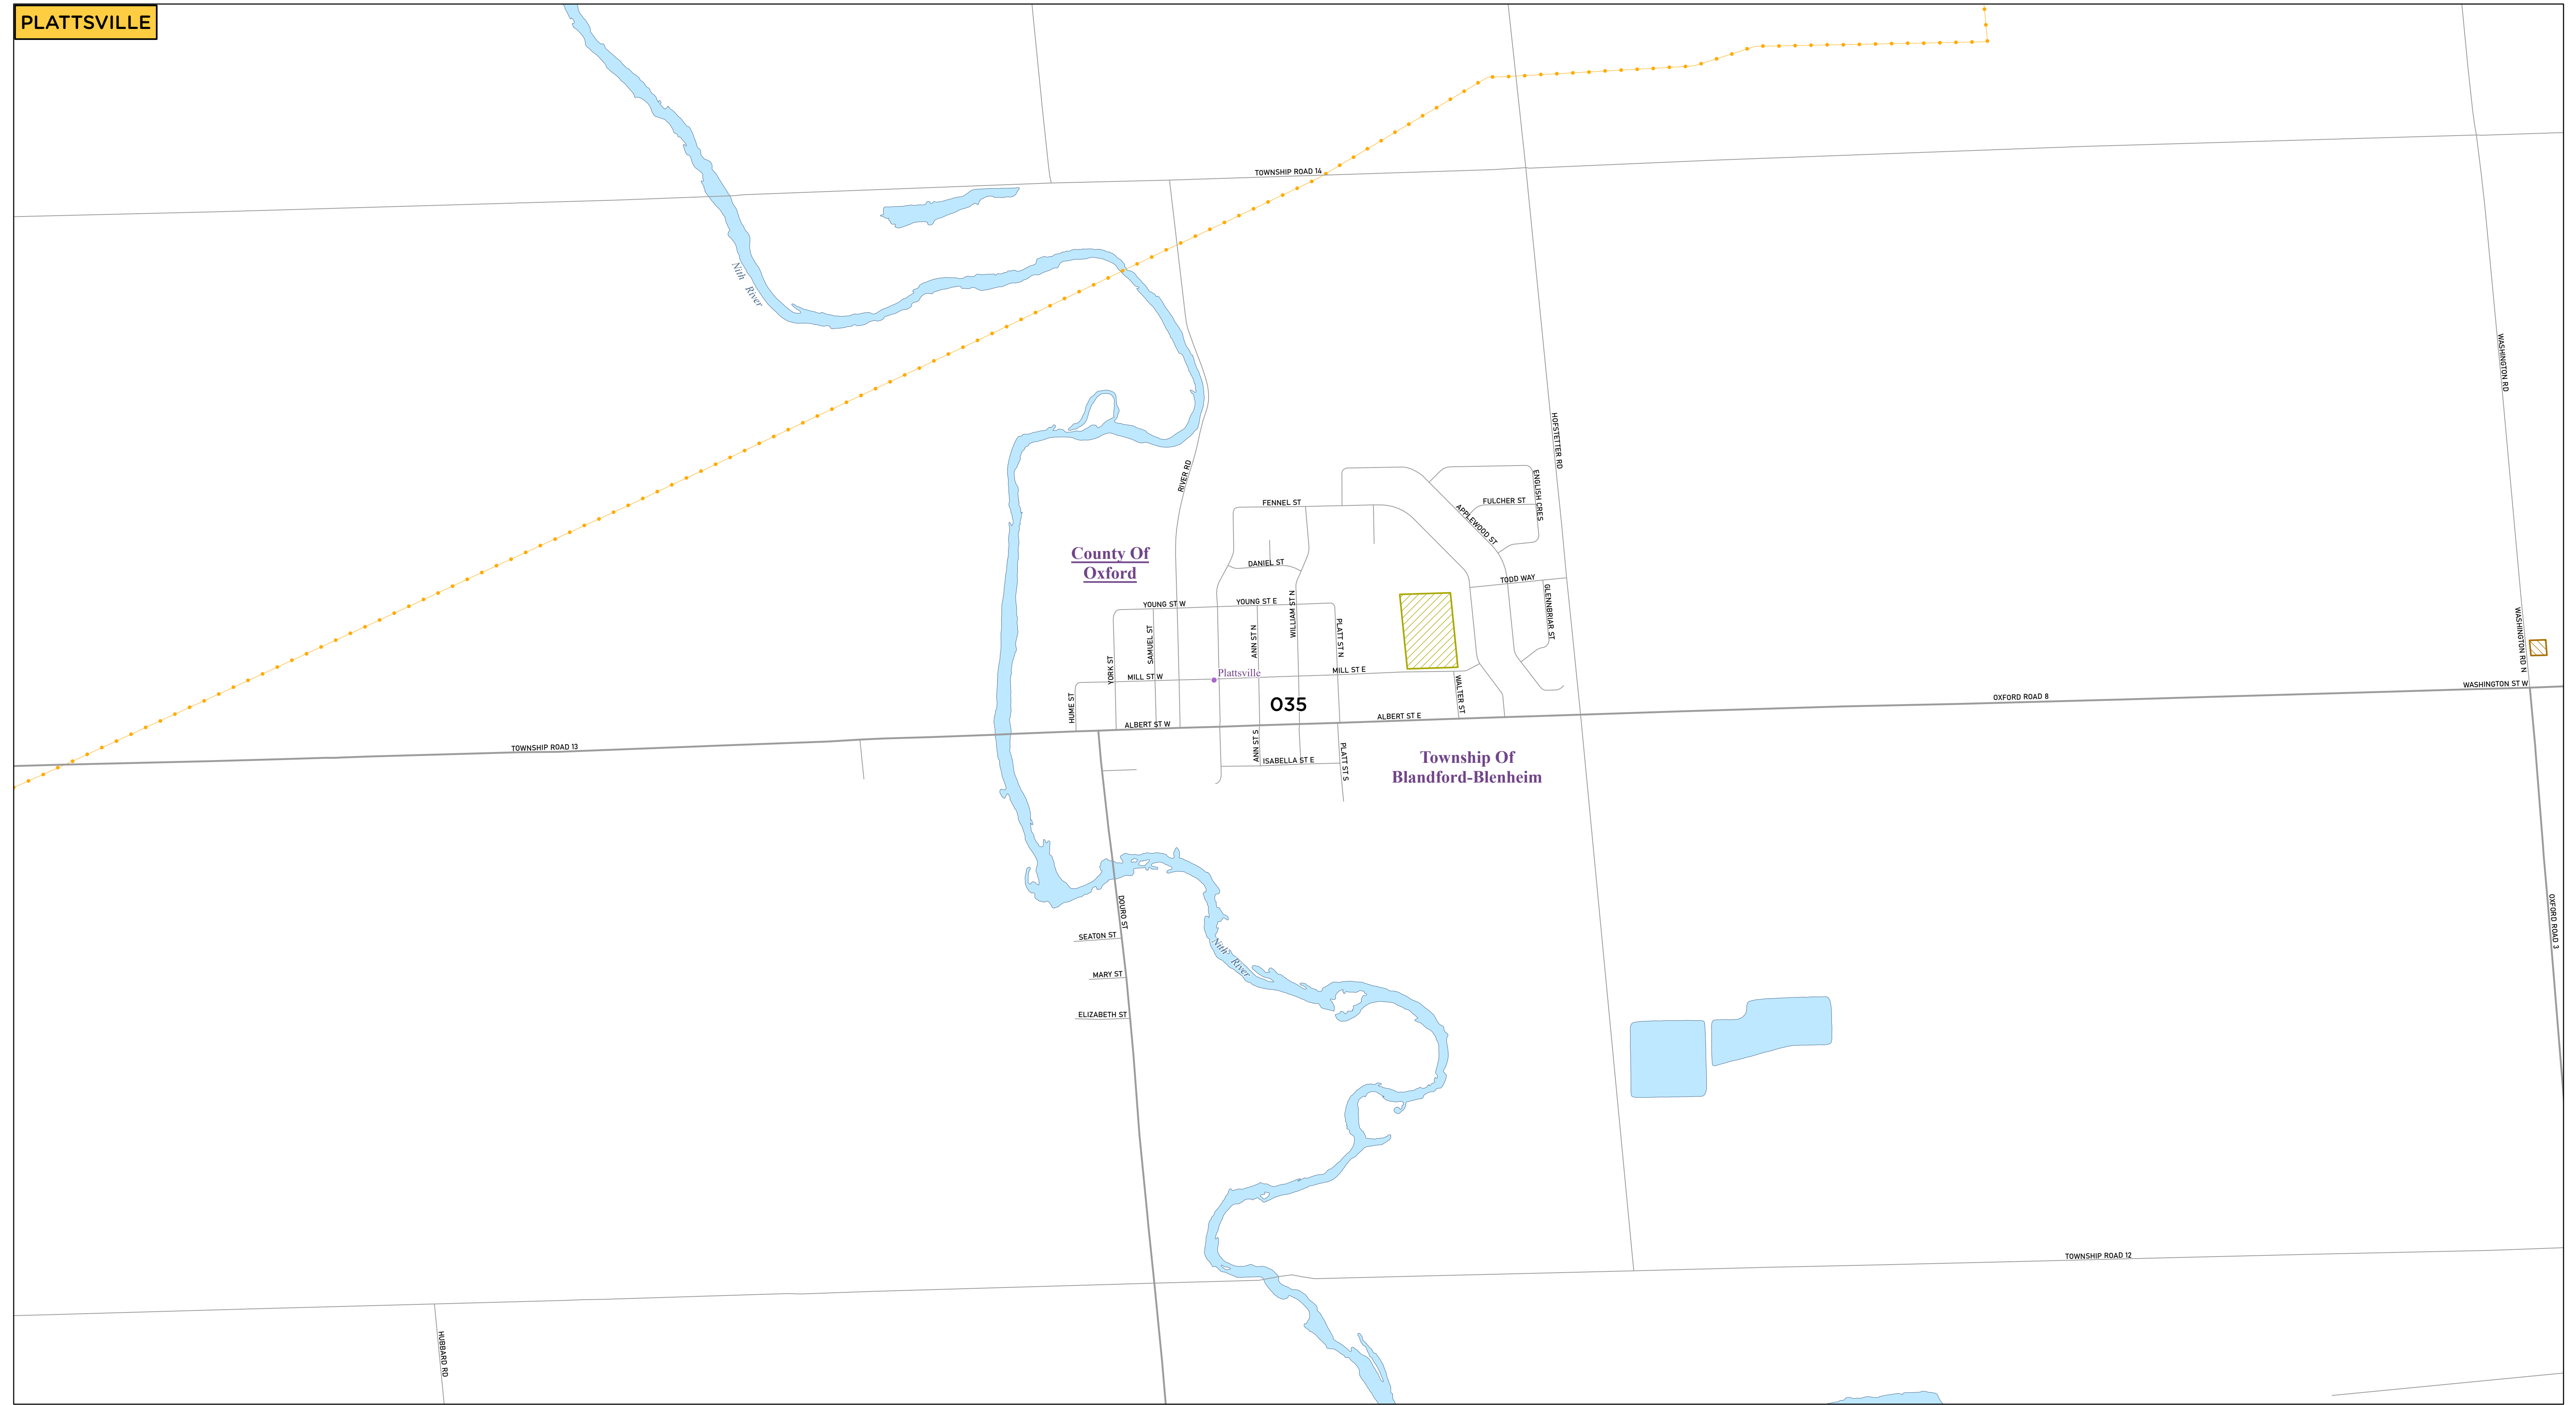 PLATTSVILLE
TOWNSHIP ROAD 14
Nith River
WASHINGTON RD
HOFSTETTER RD
RIVER RD
FENNEL ST
FULCHER ST
ENGLISH CRES
APPLEWOOD ST
County Of
Oxford
DANIEL ST
TODD WAY
GLENNBRIAR ST
YOUNG ST W
YOUNG ST E
WILLIAM ST N
SAMUEL ST
ANN ST N
PLATT ST N
WASHINGTON RD N
YORK ST
MILL ST W
Plattsville
MILL ST E
WALTER ST
HUME ST
035
WASHINGTON ST W
OXFORD ROAD 8
ALBERT ST W
ALBERT ST E
TOWNSHIP ROAD 13
ANN ST S
ISABELLA ST E
PLATT ST S
Township Of
Blandford-Blenheim
DOURO ST
OXFORD ROAD 3
SEATON ST
Nith River
MARY ST
ELIZABETH ST
TOWNSHIP ROAD 12
HUBBARD RD